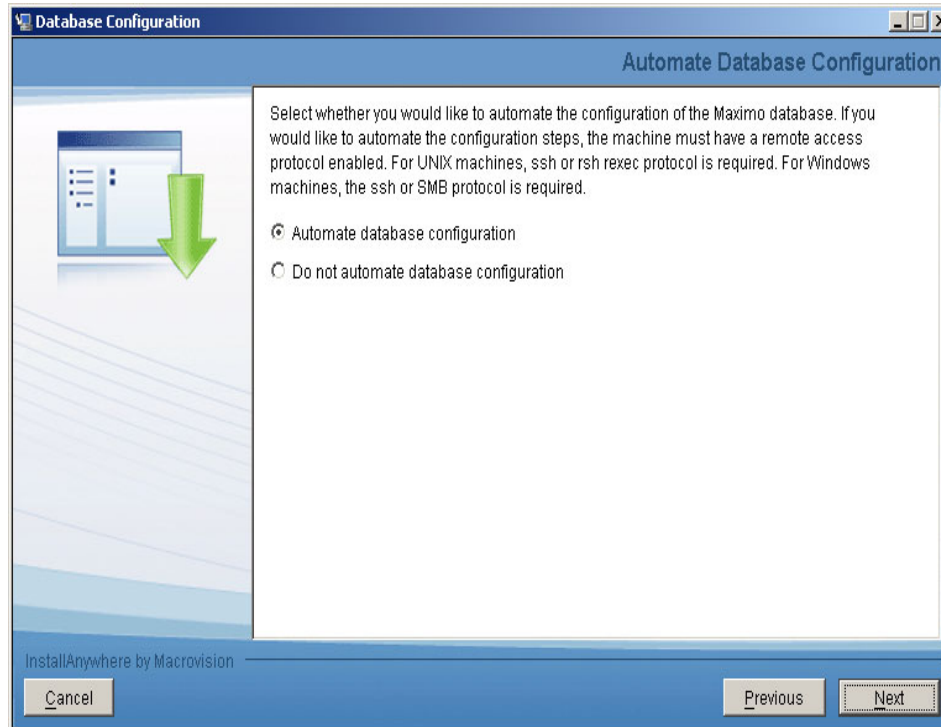 Database Configuration
Automate Database Configuration
Select whether you would like to automate the configuration of the Maximo database. If you
would like to automate the configuration steps, the machine must have a remote access
protocol enabled. For UNIX machines, ssh or rsh rexec protocol is required. For Windows
machines, the ssh or SMB protocol is required.
Automate database configuration
Do not automate database configuration
InstallAnywhere by Macrovision
Cancel
Previous
Next